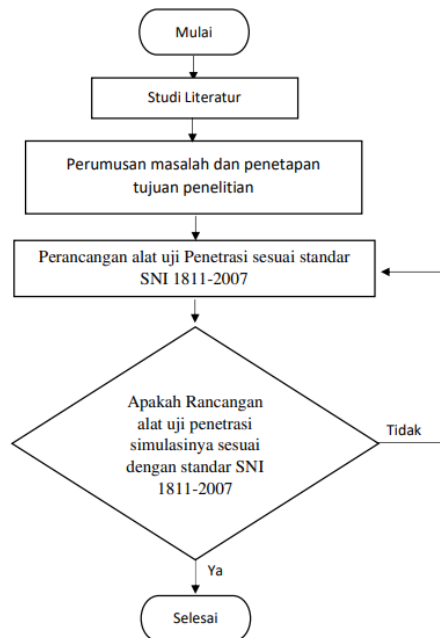 Mulai
Studi Literatur
Perumusan masalah dan penetapan
tujuan penelitian
Perancangan alat uji Penetrasi sesuai standar
SNI 1811-2007
Apakah Rancangan
alat uji penetrasi
simulasinya sesuai
dengan standar SNI
1811-2007
Tidak
Ya
Selesai